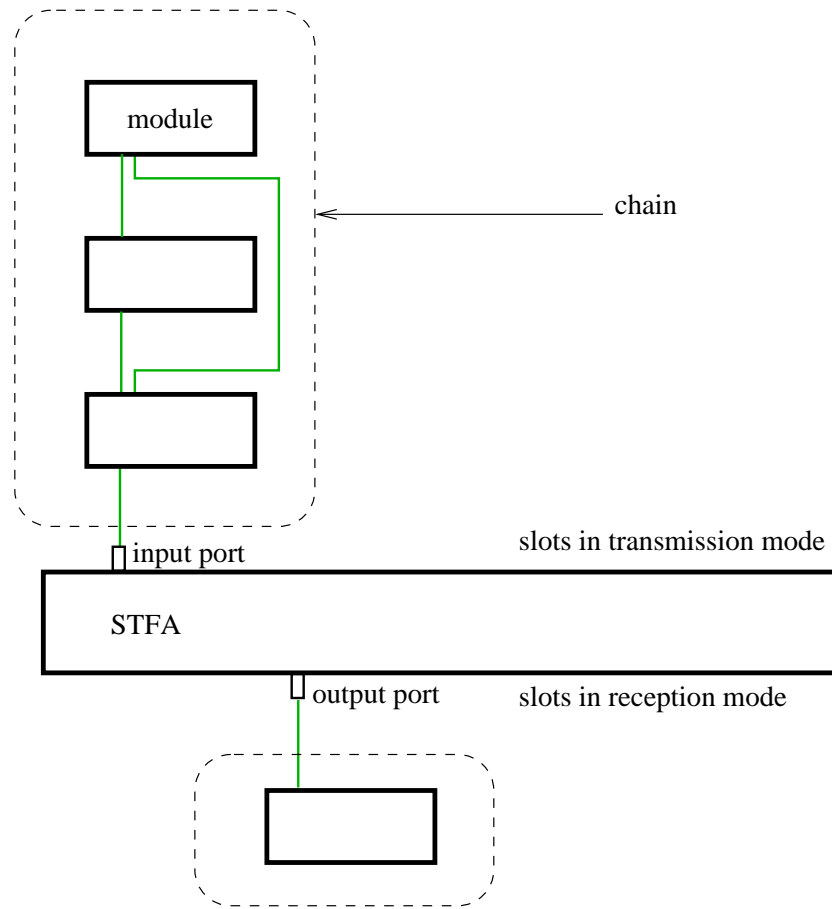 module
chain
input port
slots in transmission mode
STFA
output port
slots in reception mode